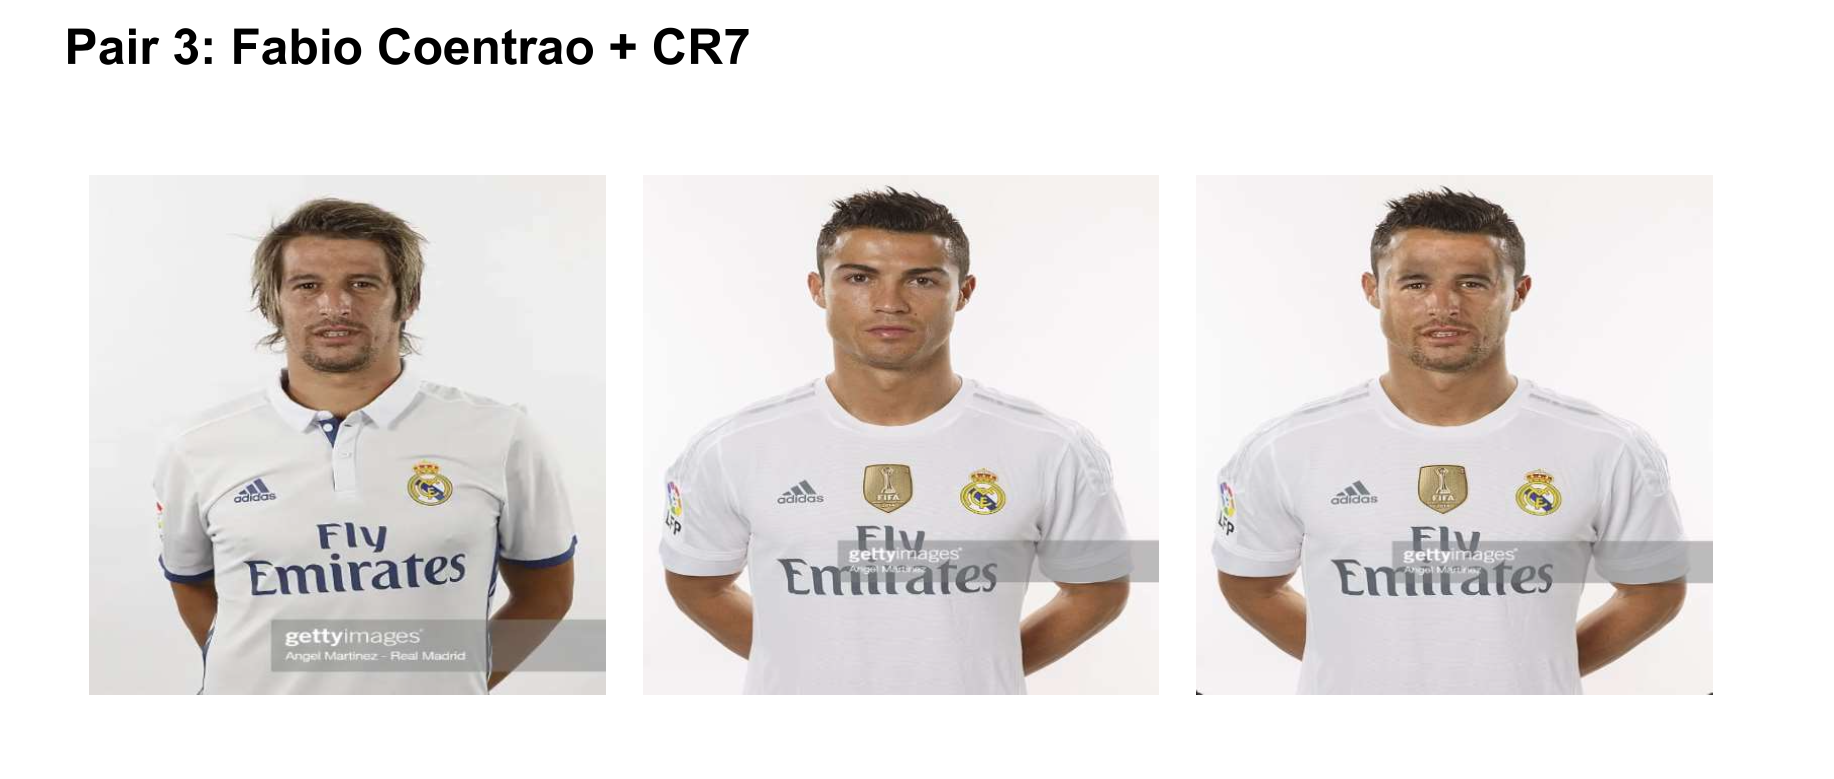 Pair 3: Fabio Coentrao + CR7
adidas
Fly
Emirates
gettyimages®
Angel Martinez - Real Madrid
LFP
adidas
FIFA
Fly
gettyimages®
Angel Martinez
Emirates
LFP
adidas
FIFA
Fly
gettyimages®
Angel Martinez
Emirates